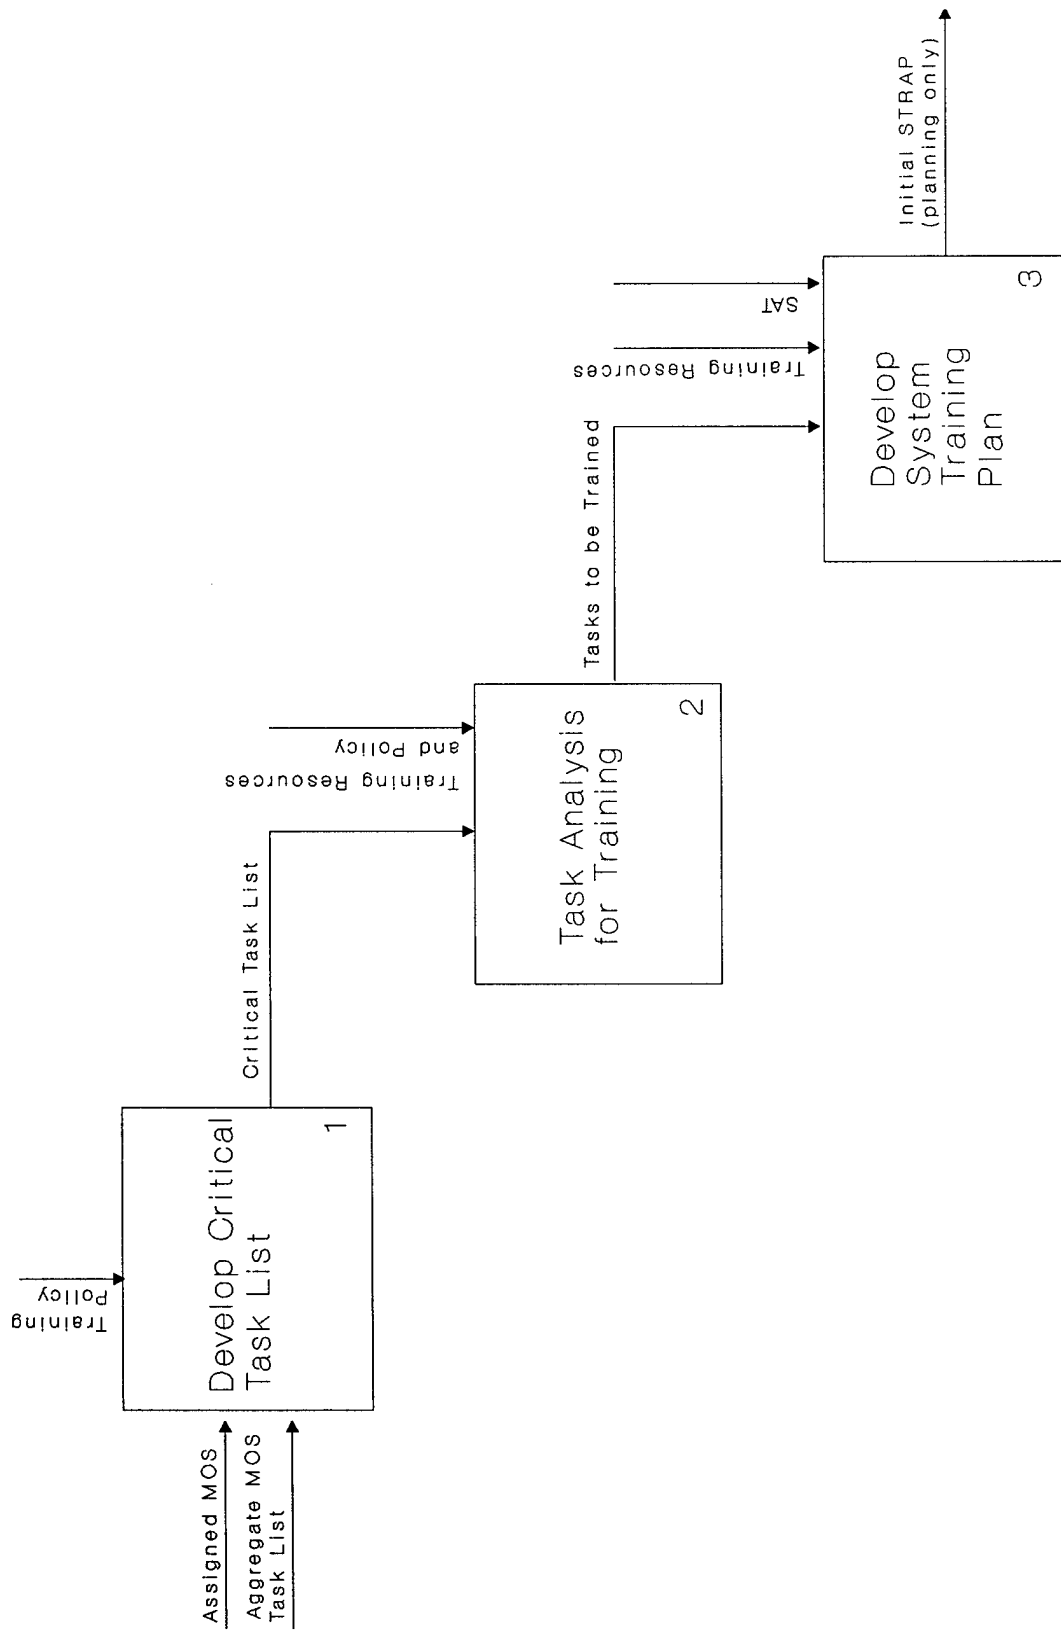 Training
Policy
Assigned MOS
Aggregate MOS
Task List
Develop Critical
Task List
1
Critical Task List
Training Resources
and Policy
Task Analysis
for Training
2
Tasks to be Trained
Training Resources
SAT
Develop
System
Training
Plan
3
Initial STRAP
(planning only)